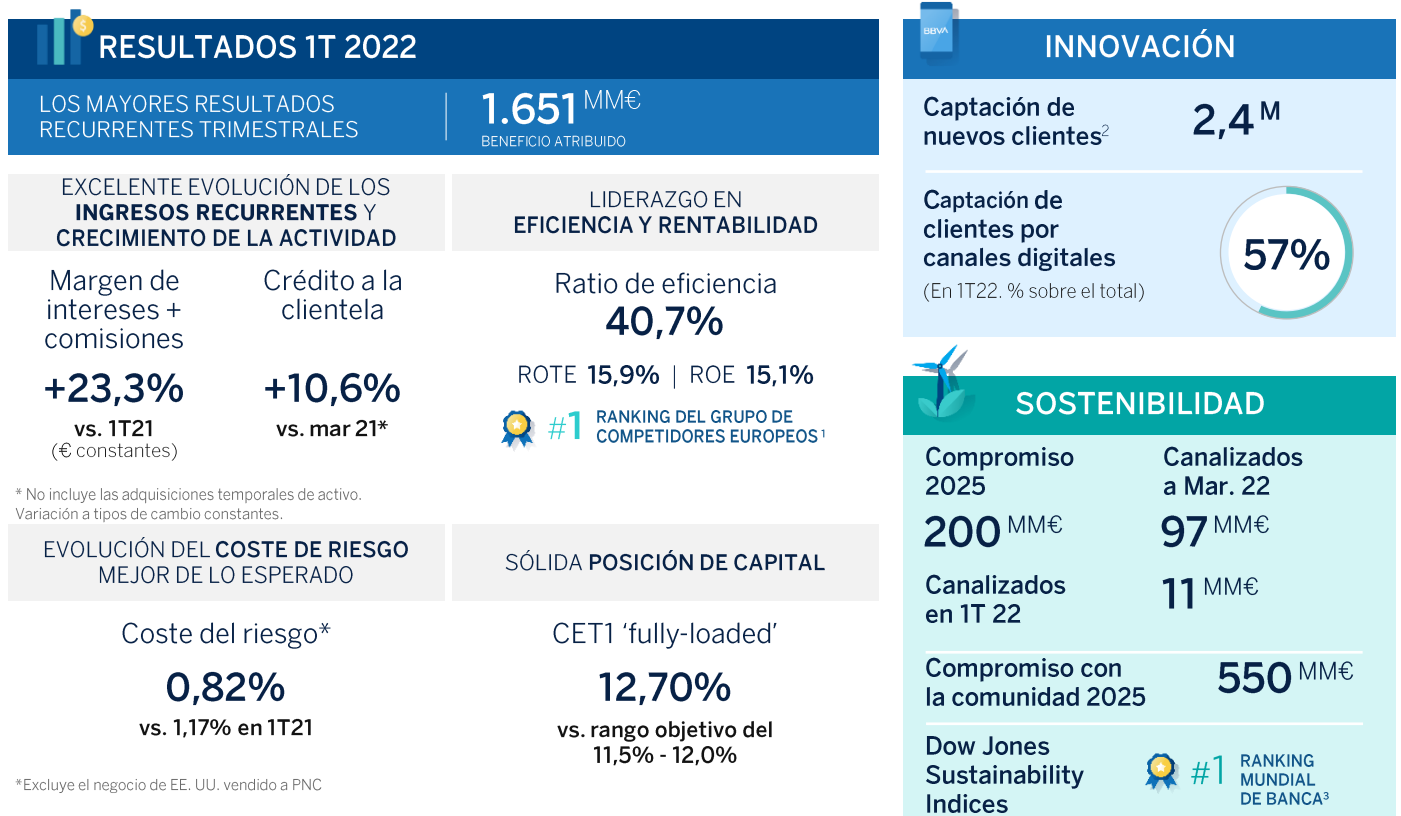 RESULTADOS 1T 2022
LOS MAYORES RESULTADOS
RECURRENTES TRIMESTRALES
1.651 MM€
BENEFICIO ATRIBUIDO
EXCELENTE EVOLUCIÓN DE LOS
INGRESOS RECURRENTES Y
CRECIMIENTO DE LA ACTIVIDAD
Margen de
intereses +
comisiones
+23,3%
vs. 1T21
(€ constantes)
Crédito a la
clientela
+10,6%
vs. mar 21*
* No incluye las adquisiciones temporales de activo.
Variación a tipos de cambio constantes.
LIDERAZGO EN
EFICIENCIA Y RENTABILIDAD
Ratio de eficiencia
40,7%
ROTE 15,9% | ROE 15,1%
#1
RANKING DEL GRUPO DE
COMPETIDORES EUROPEOS¹
EVOLUCIÓN DEL COSTE DE RIESGO
MEJOR DE LO ESPERADO
Coste del riesgo*
0,82%
vs. 1,17% en 1T21
*Excluye el negocio de EE. UU. vendido a PNC
SÓLIDA POSICIÓN DE CAPITAL
CET1 ‘fully-loaded’
12,70%
vs. rango objetivo del
11,5% - 12,0%
BBVA
INNOVACIÓN
Captación de
nuevos clientes²
2,4 M
Captación de
clientes por
canales digitales
(En 1T22. % sobre el total)
57%
SOSTENIBILIDAD
Compromiso
2025
200 MM€
Canalizados
a Mar. 22
97 MM€
Canalizados
en 1T 22
11 MM€
Compromiso con
la comunidad 2025
550 MM€
Dow Jones
Sustainability
Indices
#1
RANKING
MUNDIAL
DE BANCA³